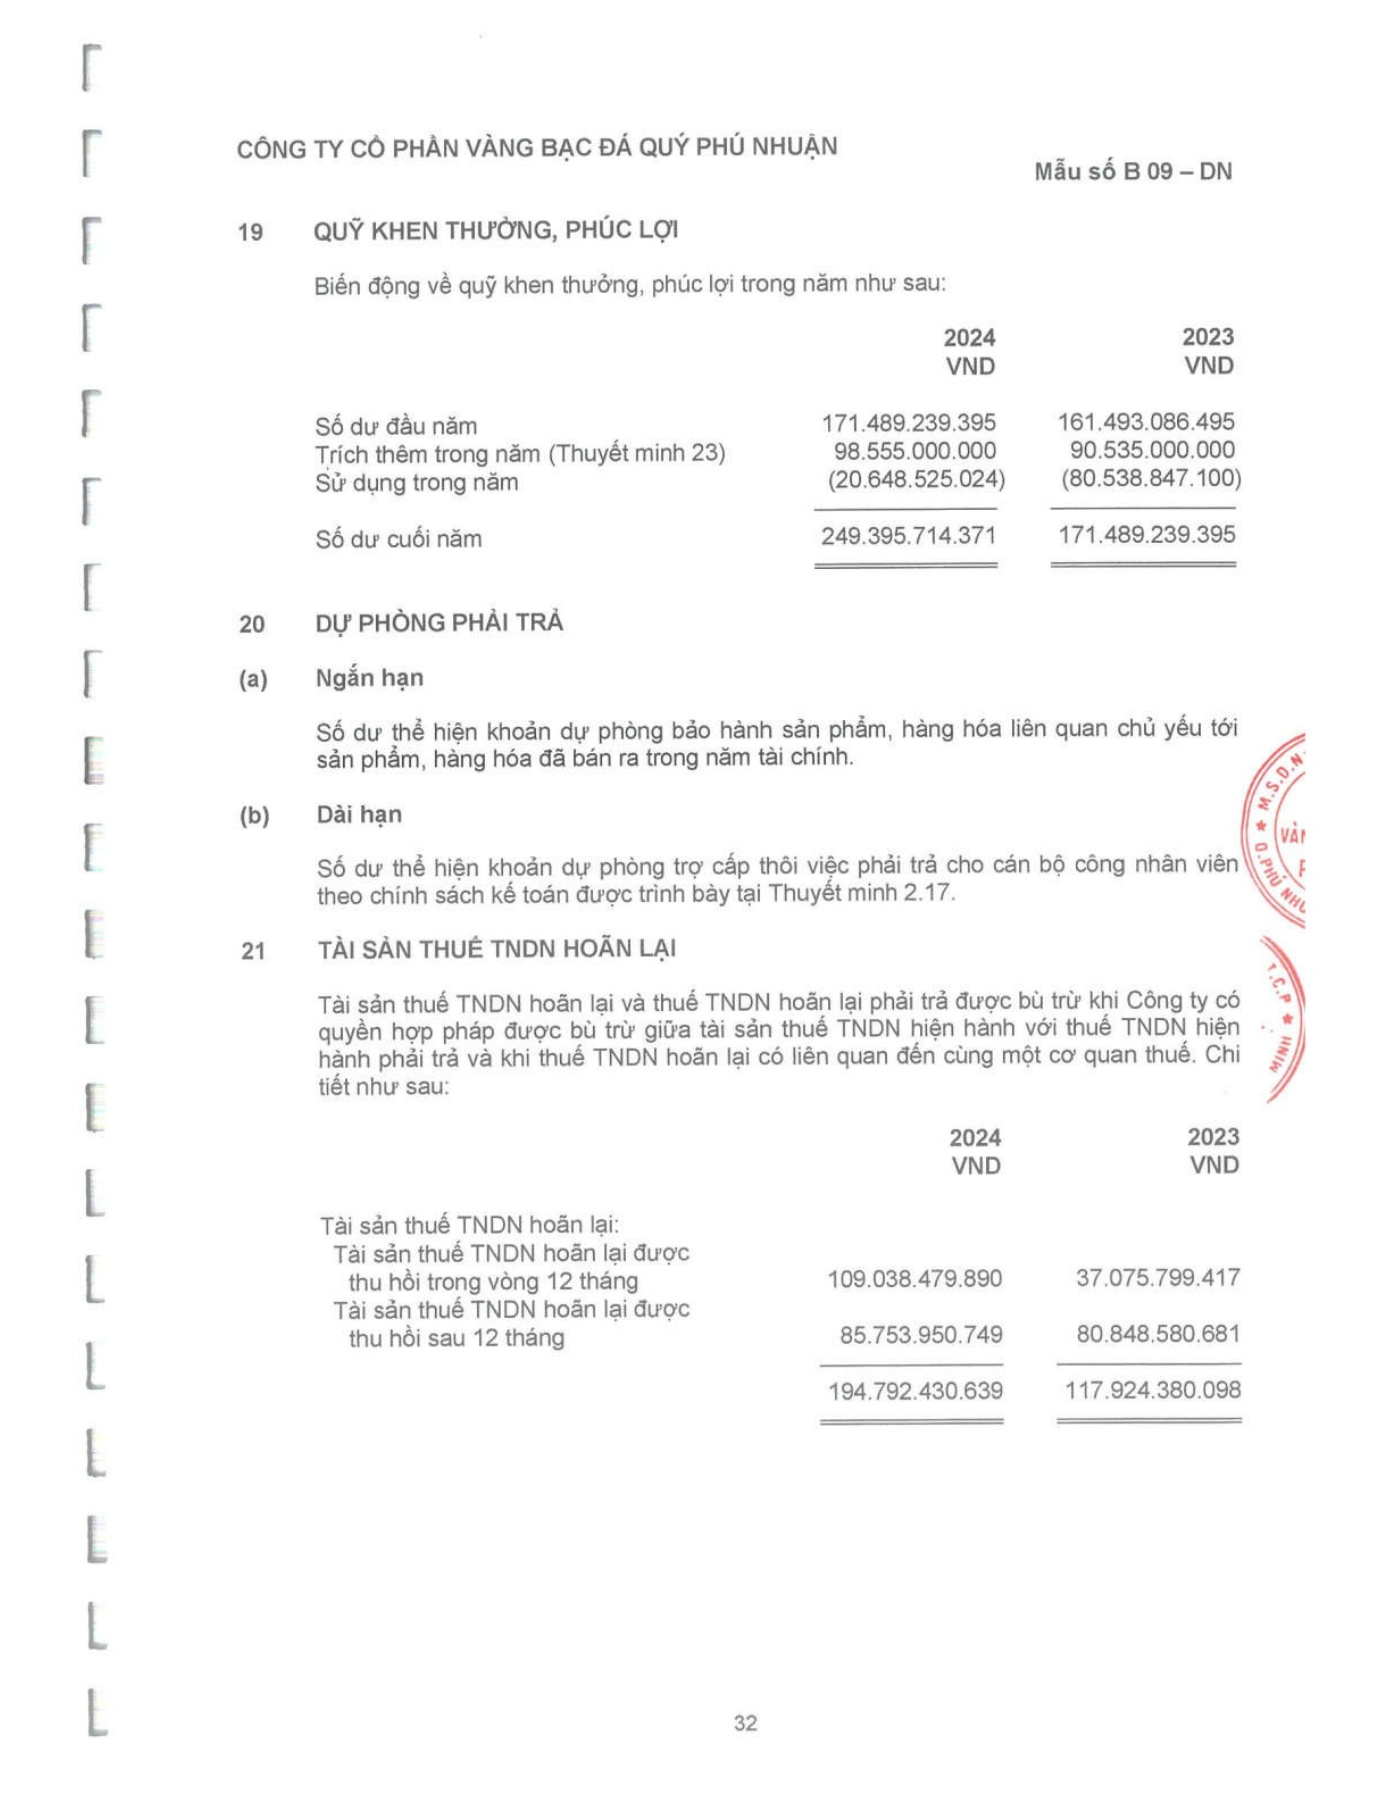 CÔNG TY CỔ PHẦN VÀNG BẠC ĐÁ QUÝ PHÚ NHUẬN
Mẫu số B 09 – DN
19 QUỸ KHEN THƯỞNG, PHÚC LỢI
Biến động về quỹ khen thưởng, phúc lợi trong năm như sau:
2024 2023
VND VND
Số dư đầu năm 171.489.239.395 161.493.086.495
Trích thêm trong năm (Thuyết minh 23) 98.555.000.000 90.535.000.000
Sử dụng trong năm (20.648.525.024) (80.538.847.100)
Số dư cuối năm 249.395.714.371 171.489.239.395
20 DỰ PHÒNG PHẢI TRẢ
(a) Ngắn hạn
Số dư thể hiện khoản dự phòng bảo hành sản phẩm, hàng hóa liên quan chủ yếu tới
sản phẩm, hàng hóa đã bán ra trong năm tài chính.
(b) Dài hạn
Số dư thể hiện khoản dự phòng trợ cấp thôi việc phải trả cho cán bộ công nhân viên
theo chính sách kế toán được trình bày tại Thuyết minh 2.17.
21 TÀI SẢN THUẾ TNDN HOÃN LẠI
Tài sản thuế TNDN hoãn lại và thuế TNDN hoãn lại phải trả được bù trừ khi Công ty có
quyền hợp pháp được bù trừ giữa tài sản thuế TNDN hiện hành với thuế TNDN hiện
hành phải trả và khi thuế TNDN hoãn lại có liên quan đến cùng một cơ quan thuế. Chi
tiết như sau:
2024 2023
VND VND
Tài sản thuế TNDN hoãn lại:
Tài sản thuế TNDN hoãn lại được
thu hồi trong vòng 12 tháng 109.038.479.890 37.075.799.417
Tài sản thuế TNDN hoãn lại được
thu hồi sau 12 tháng 85.753.950.749 80.848.580.681
194.792.430.639 117.924.380.098
M.S.D.N
Q.PHÚ
T.C.P
MINH
32